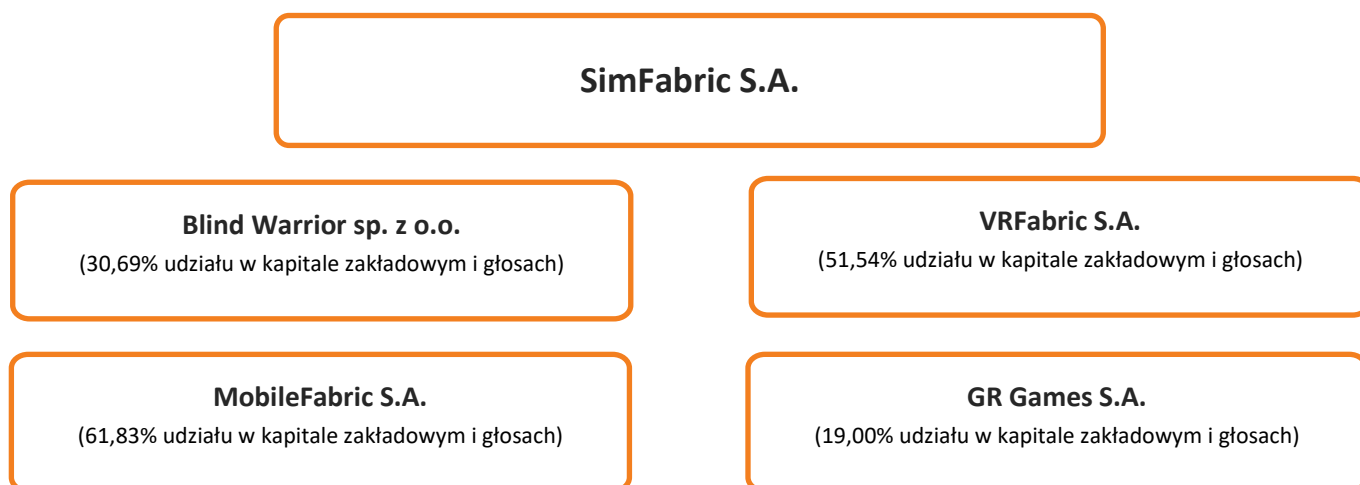 SimFabric S.A.
Blind Warrior sp. z o.o.
(30,69% udziału w kapitale zakładowym i głosach)
VRFabric S.A.
(51,54% udziału w kapitale zakładowym i głosach)
MobileFabric S.A.
(61,83% udziału w kapitale zakładowym i głosach)
GR Games S.A.
(19,00% udziału w kapitale zakładowym i głosach)